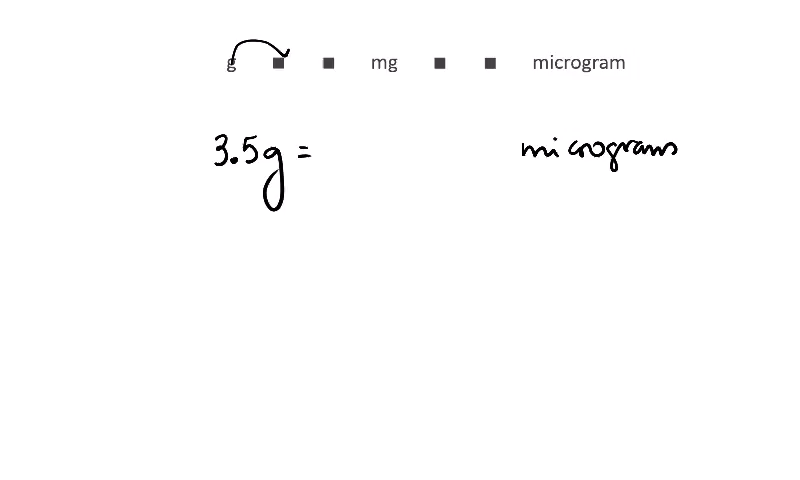 g ■ ■ mg ■ ■ microgram
3.5g = micrograms